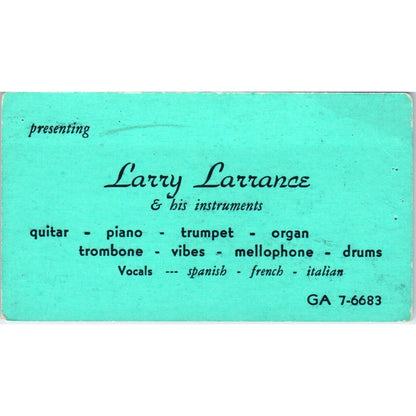 presenting
Larry Larrance
& his instruments
quitar - piano - trumpet - organ
trombone - vibes - mellophone - drums
Vocals --- spanish - french - italian
GA 7-6683